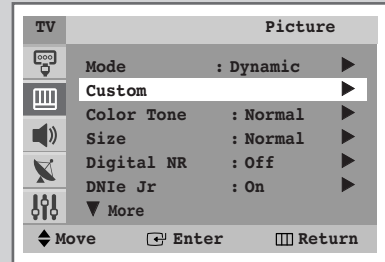 TV Picture
Mode : Dynamic ▶
Custom ▶
Color Tone : Normal ▶
Size : Normal ▶
Digital NR : Off ▶
DNIe Jr : On ▶
▼ More
Move Enter Return